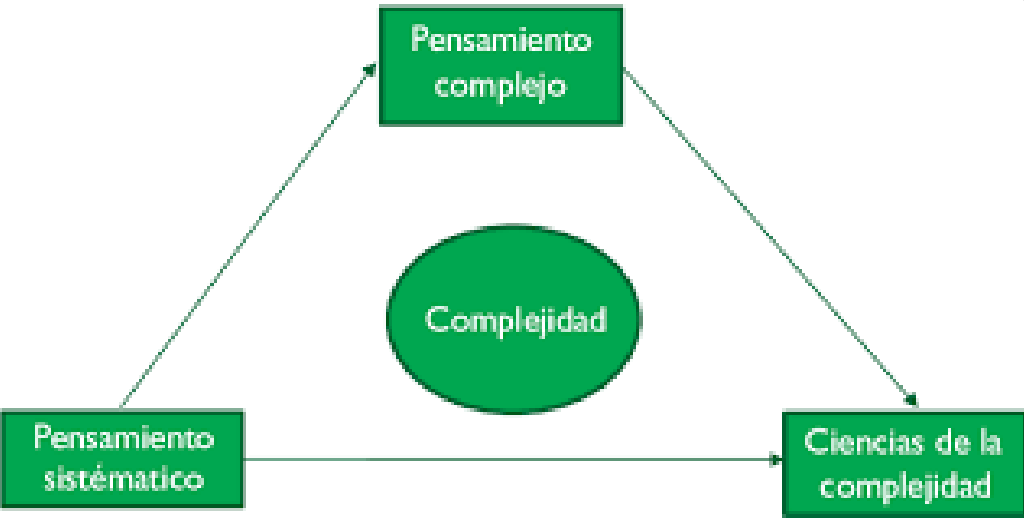 Pensamiento
complejo
Complejidad
Pensamiento
sistématico
Ciencias de la
complejidad